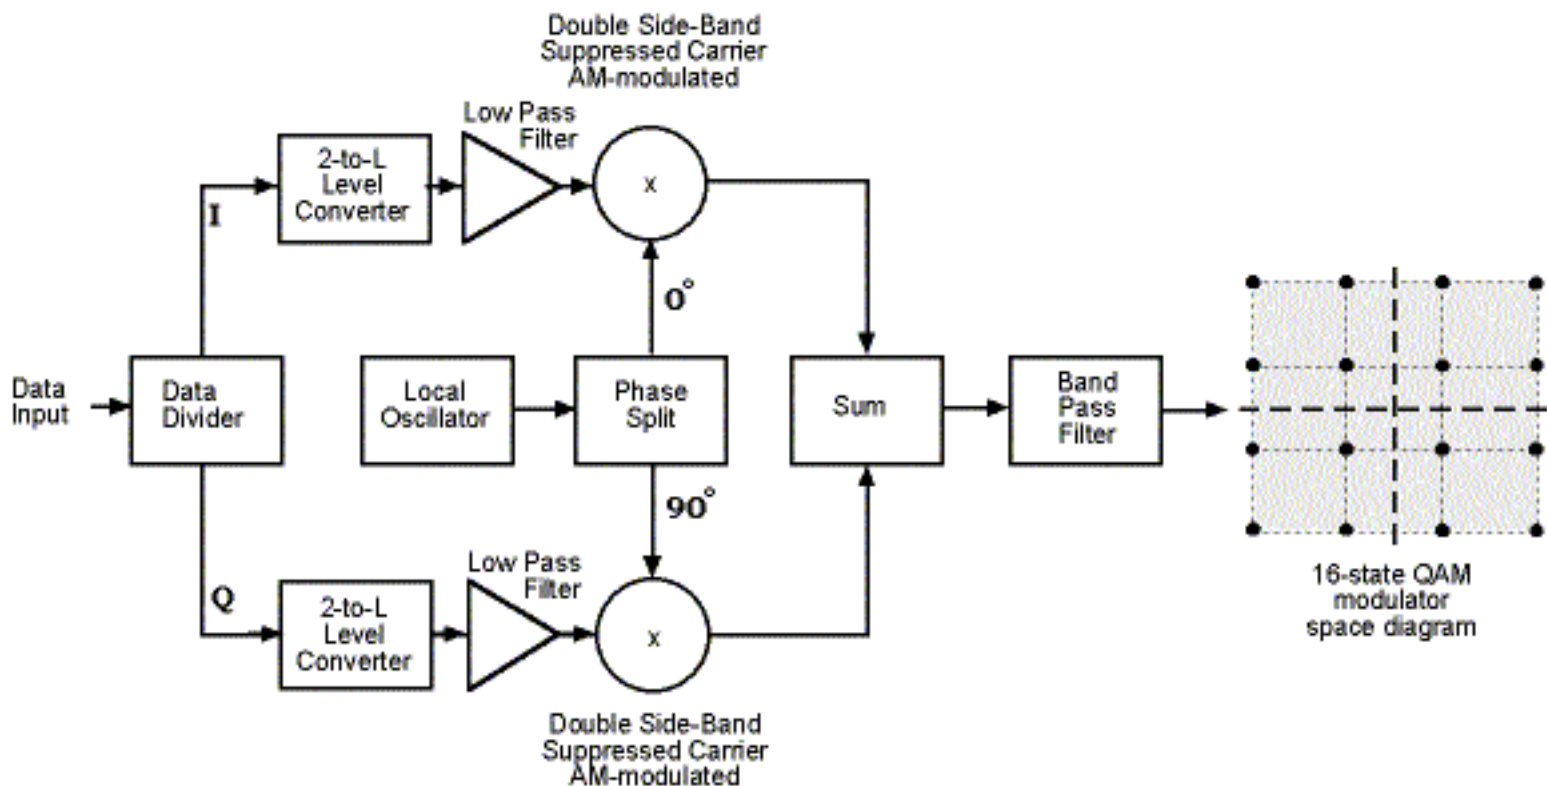 Double Side-Band
Suppressed Carrier
AM-modulated
Low Pass
Filter
2-to-L
Level
Converter
x
I
0°
Data
Input
Data
Divider
Local
Oscillator
Phase
Split
Sum
Band
Pass
Filter
90°
Low Pass
Filter
Q
2-to-L
Level
Converter
x
16-state QAM
modulator
space diagram
Double Side-Band
Suppressed Carrier
AM-modulated